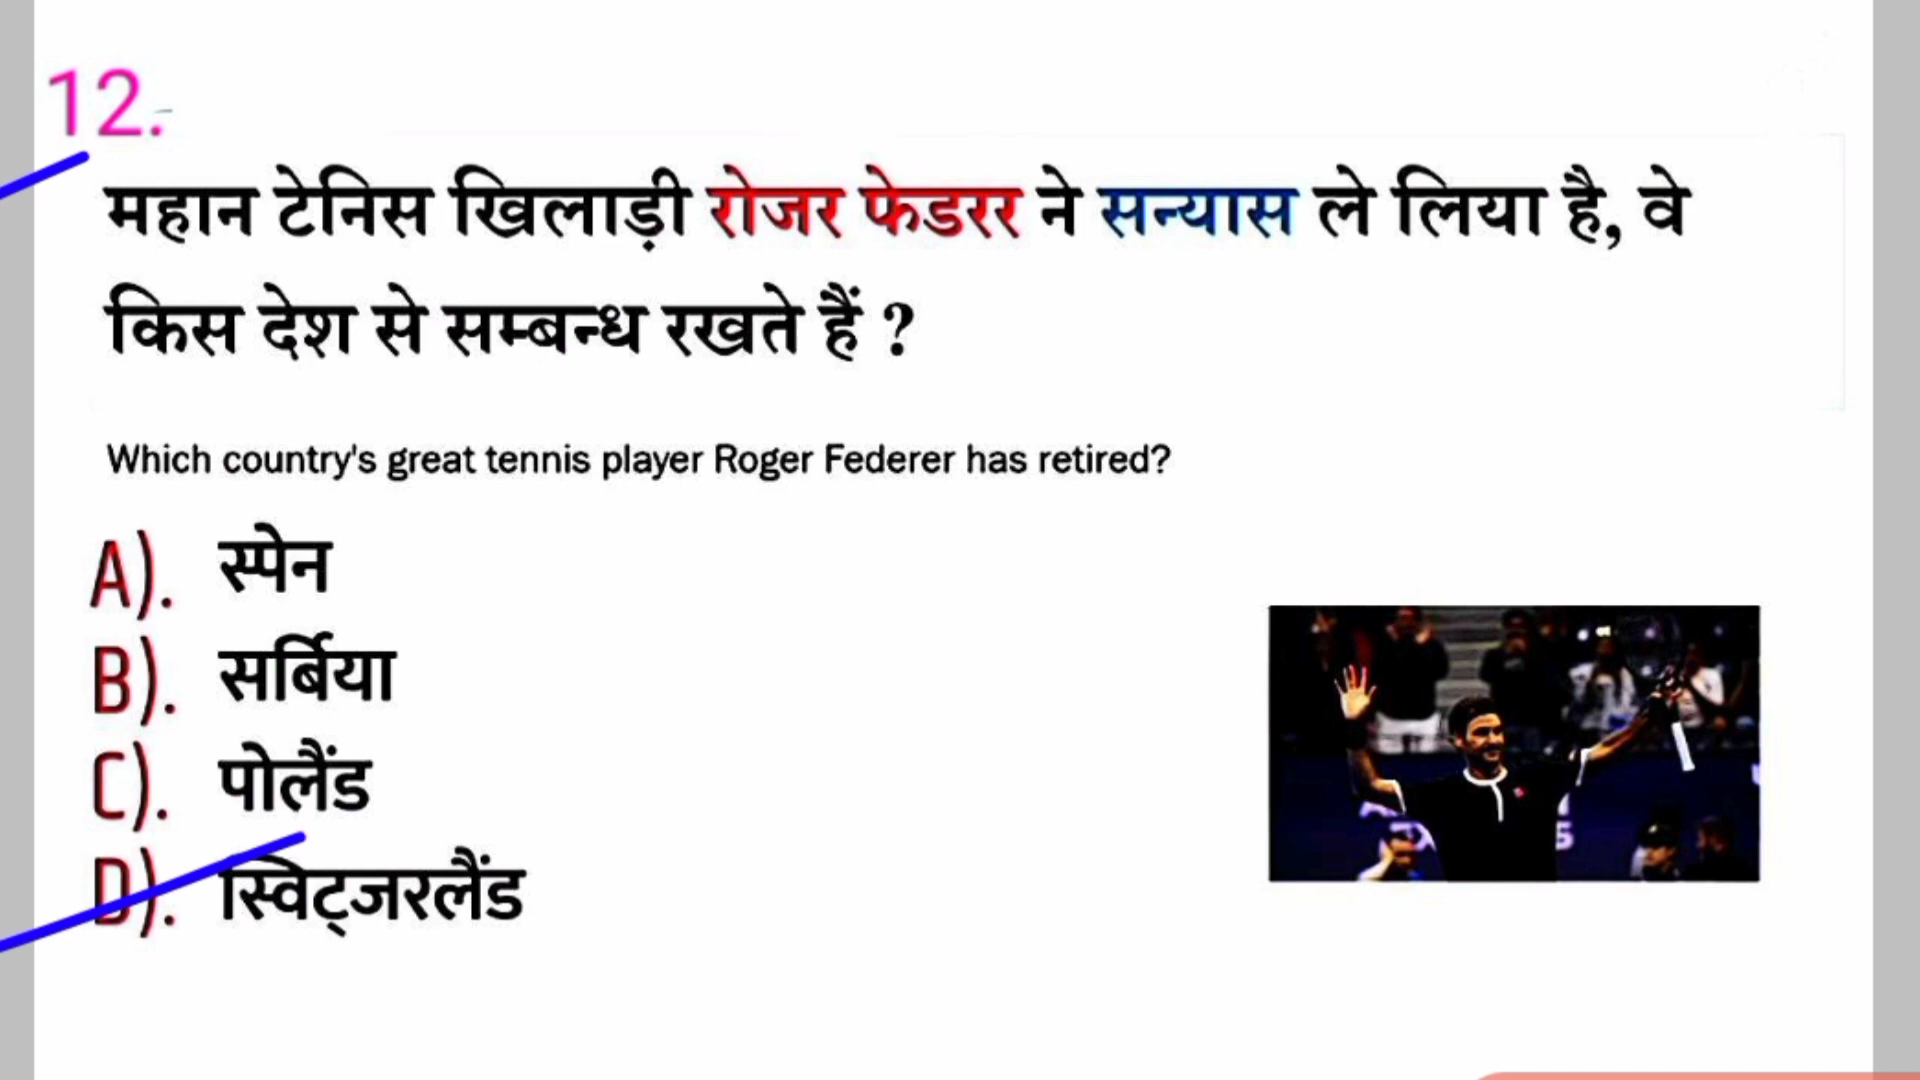 12.
महान टेनिस खिलाड़ी रोजर फेडरर ने सन्यास ले लिया है, वे
किस देश से सम्बन्ध रखते हैं ?
Which country's great tennis player Roger Federer has retired?
A). स्पेन
B). सर्बिया
C). पोलैंड
D). स्विट्जरलैंड